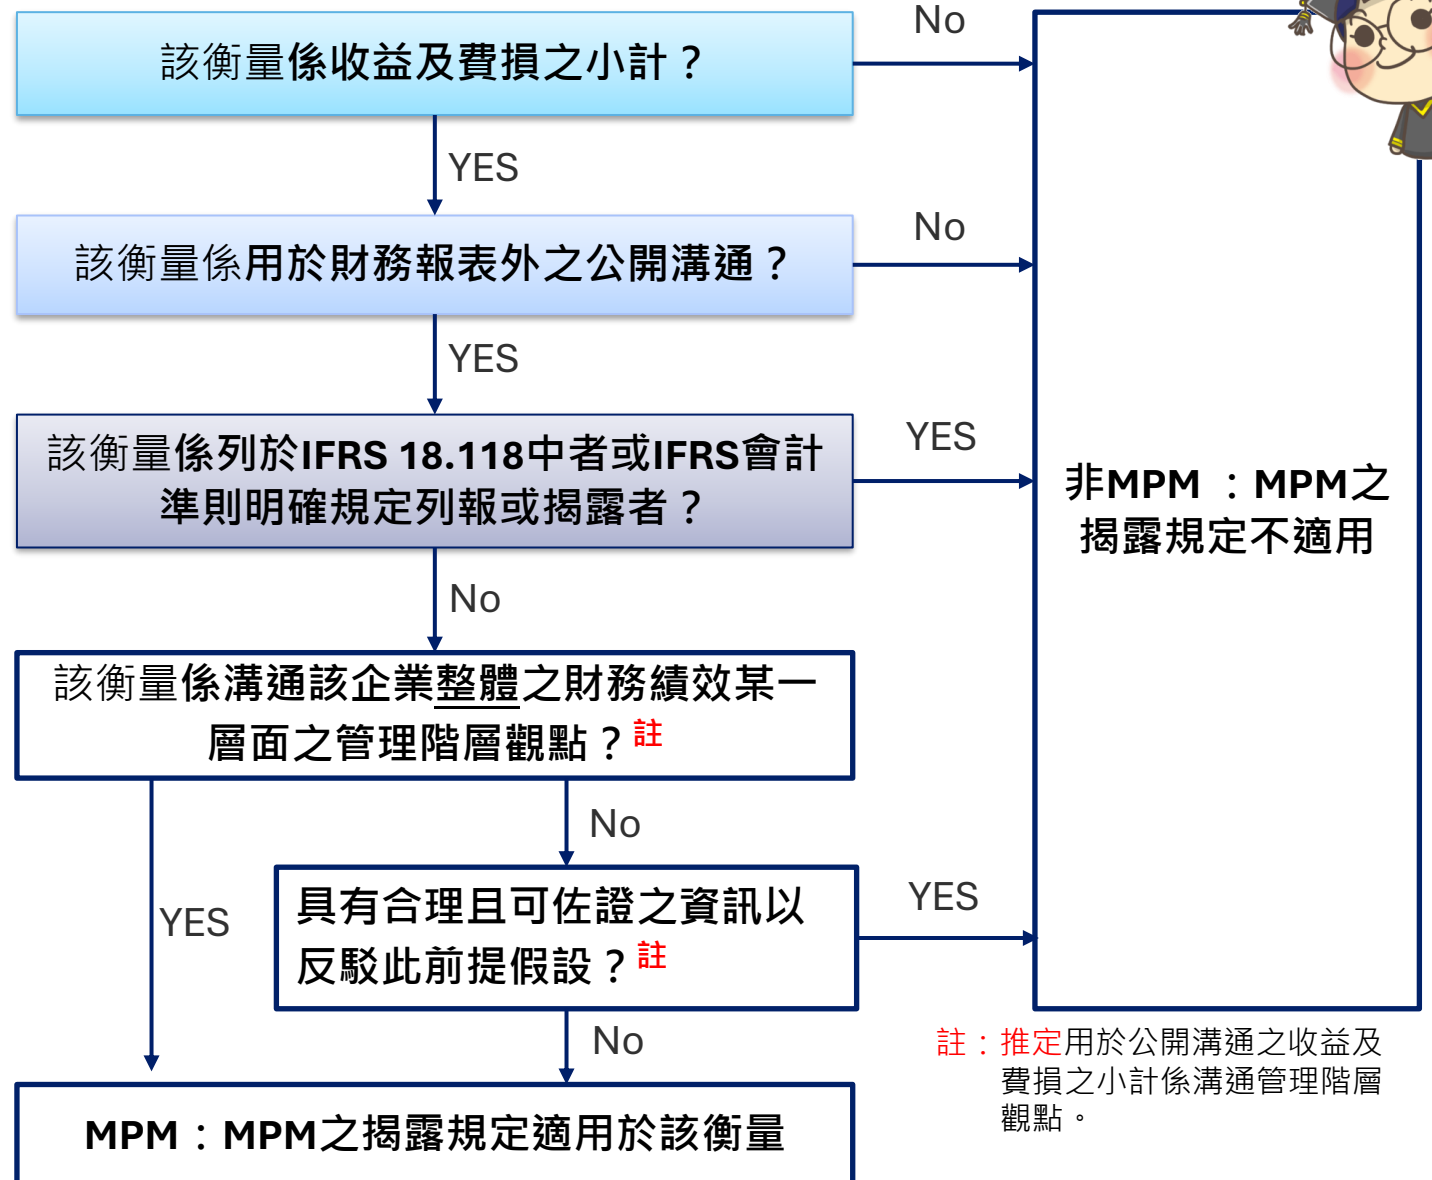 該衡量係收益及費損之小計？
No
YES
該衡量係用於財務報表外之公開溝通？
No
YES
該衡量係列於IFRS 18.118中者或IFRS會計
準則明確規定列報或揭露者？
YES
No
該衡量係溝通該企業整體之財務績效某一
層面之管理階層觀點？註
YES
No
具有合理且可佐證之資訊以
反駁此前提假設？註
YES
No
MPM：MPM之揭露規定適用於該衡量
非MPM ：MPM之
揭露規定不適用
註：推定用於公開溝通之收益及
費損之小計係溝通管理階層
觀點。